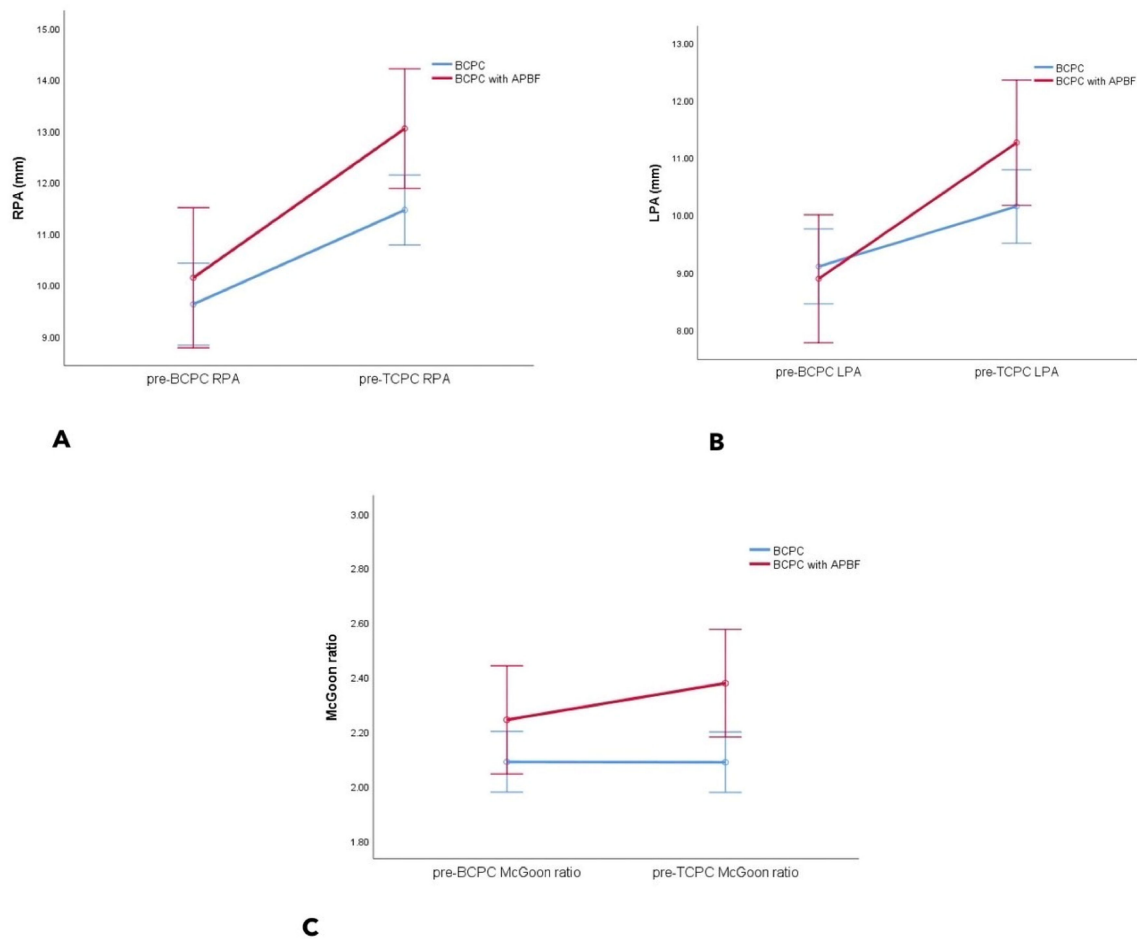 15.00
14.00
13.00
12.00
11.00
10.00
9.00
RPA (mm)
BCPC
BCPC with APBF
pre-BCPC RPA
pre-TCPC RPA
A
13.00
12.00
11.00
10.00
9.00
8.00
LPA (mm)
BCPC
BCPC with APBF
pre-BCPC LPA
pre-TCPC LPA
B
3.00
2.80
2.60
2.40
2.20
2.00
1.80
McGoon ratio
BCPC
BCPC with APBF
pre-BCPC McGoon ratio
pre-TCPC McGoon ratio
C